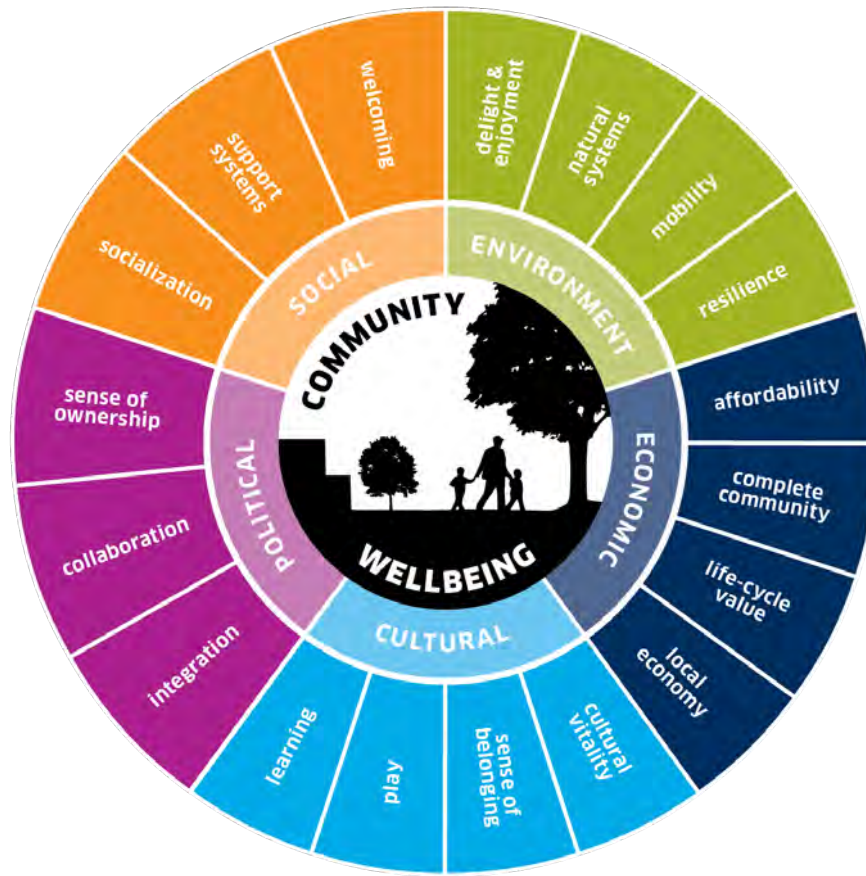 COMMUNITY
WELLBEING
SOCIAL
socialization
support
systems
welcoming
ENVIRONMENT
delight &
enjoyment
natural
systems
mobility
resilience
ECONOMIC
affordability
complete
community
life-cycle
value
local
economy
CULTURAL
cultural
vitality
sense of
belonging
play
learning
POLITICAL
integration
collaboration
sense of
ownership